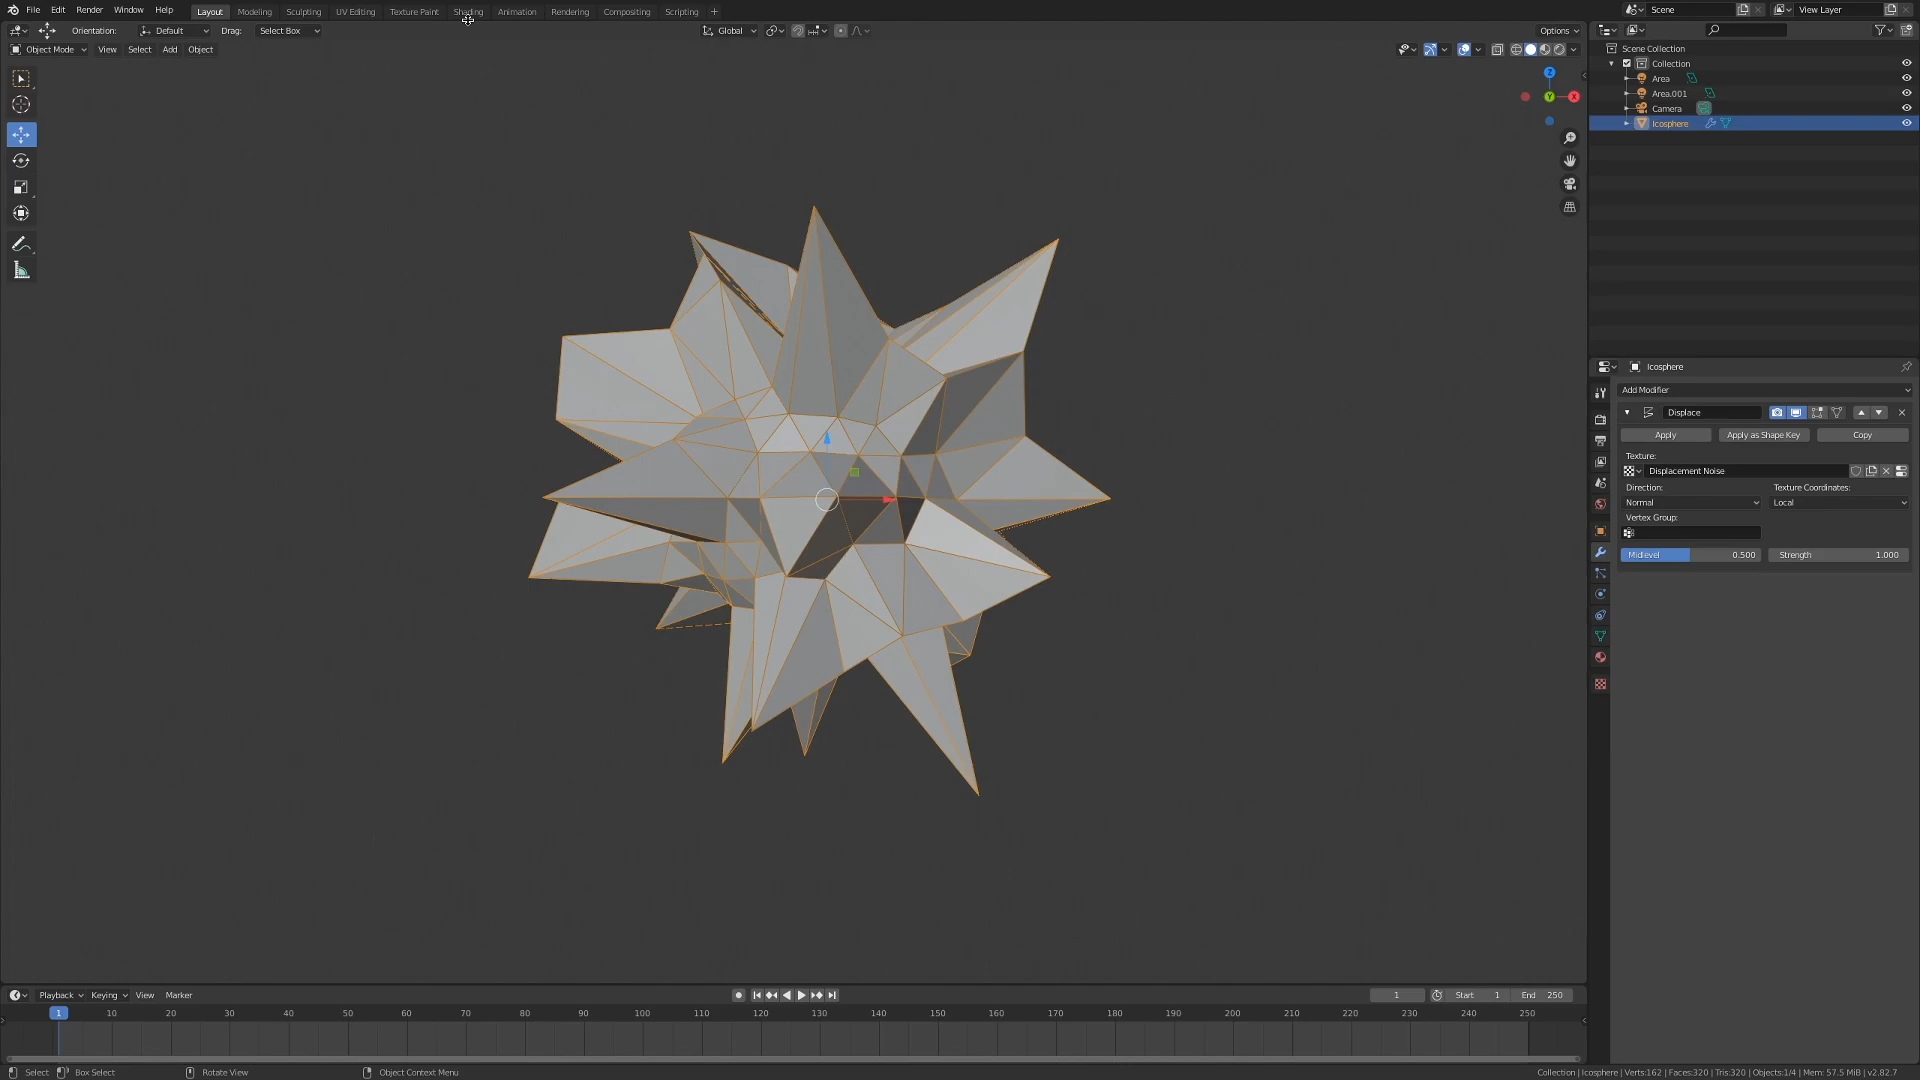 File Edit Render Window Help Layout Modeling Sculpting UV Editing Texture Paint Shading Animation Rendering Compositing Scripting + Scene View Layer
Orientation: Default Drag: Select Box Global Options
Object Mode View Select Add Object
Scene Collection
Collection
Area
Area.001
Camera
Icosphere
Z
Y
X
Icosphere
Add Modifier
Displace
Apply Apply as Shape Key Copy
Texture:
Displacement Noise
Direction: Texture Coordinates:
Normal Local
Vertex Group:
Midlevel 0.500 Strength 1.000
Playback Keying View Marker 1 Start 1 End 250
1 10 20 30 40 50 60 70 80 90 100 110 120 130 140 150 160 170 180 190 200 210 220 230 240 250
Select Box Select Rotate View Object Context Menu Collection | Icosphere | Verts:162 | Faces:320 | Tris:320 | Objects:1/4 | Mem: 57.5 MiB | v2.82.7